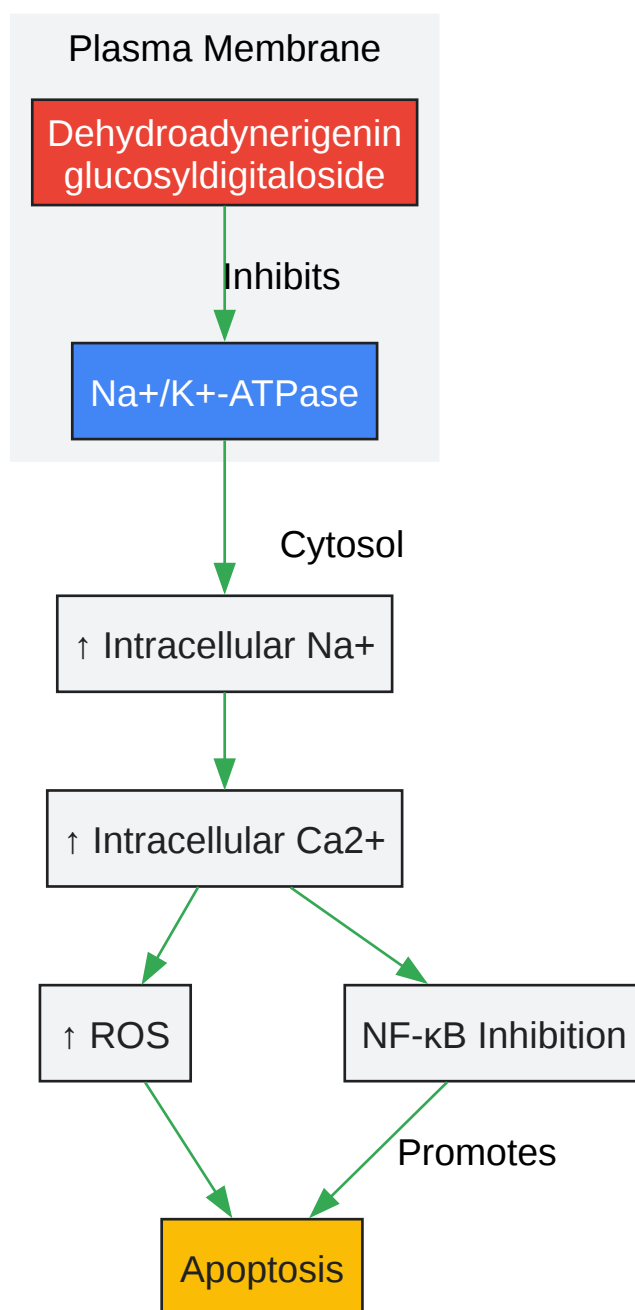 Plasma Membrane
Dehydroadynerigenin
glucosyldigitaloside
Inhibits
Na+/K+-ATPase
Cytosol
↑ Intracellular Na+
↑ Intracellular Ca2+
↑ ROS
NF-κB Inhibition
Promotes
Apoptosis